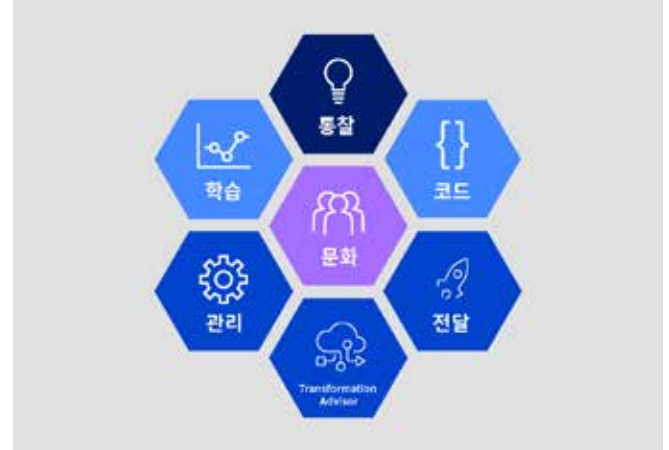 통찰
학습
코드
문화
관리
전달
Transformation
Advisor